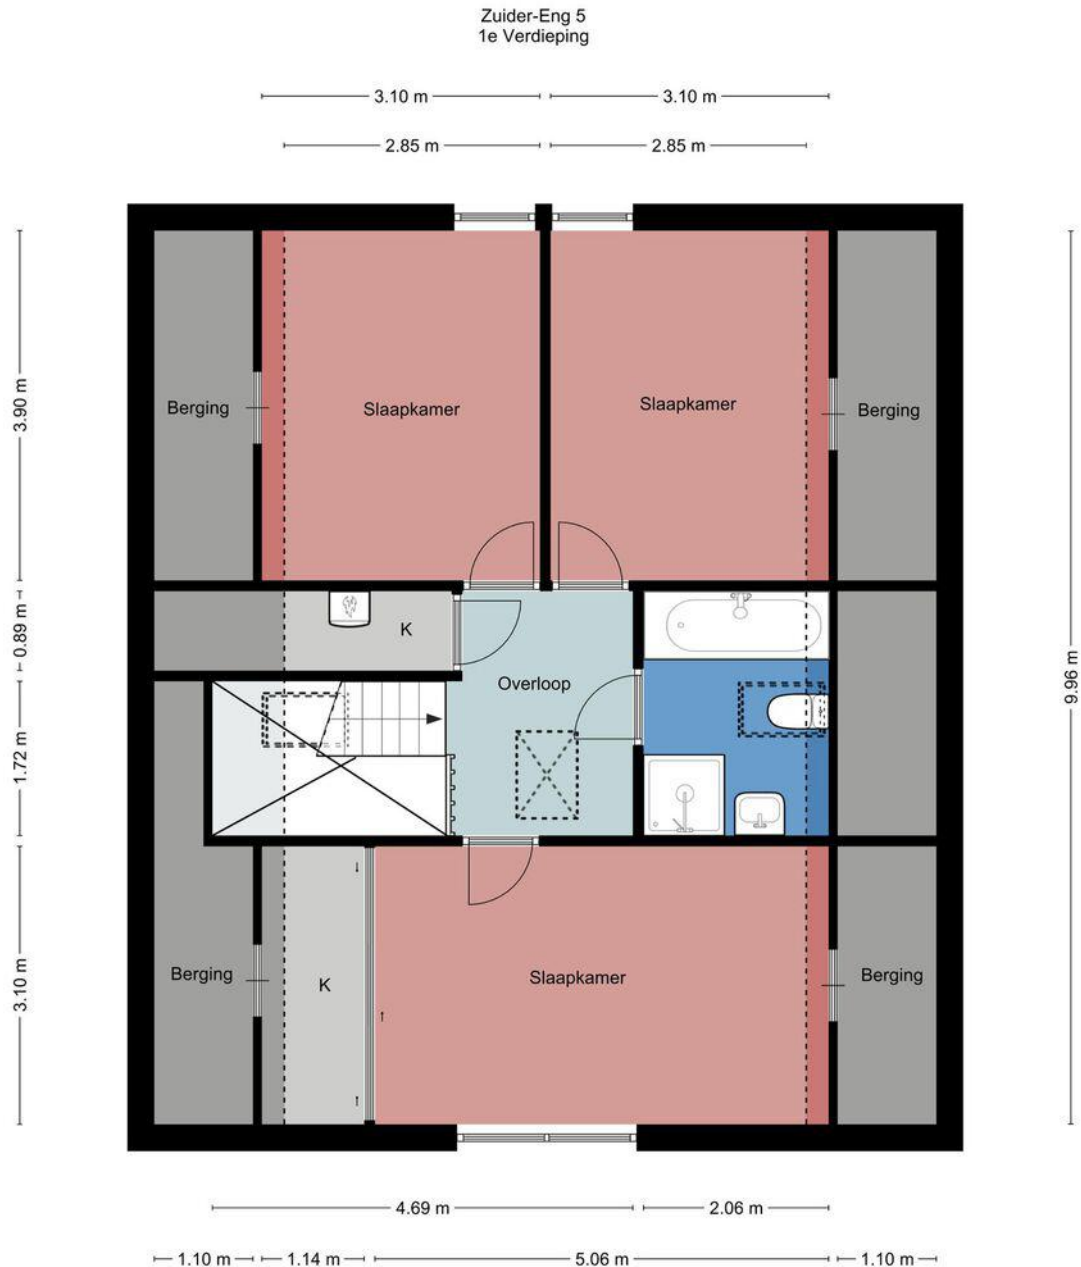 Zuider-Eng 5
1e Verdieping
3.10 m
3.10 m
2.85 m
2.85 m
3.90 m
Berging
Slaapkamer
Slaapkamer
Berging
0.89 m
K
Overloop
9.96 m
1.72 m
3.10 m
Berging
K
Slaapkamer
Berging
4.69 m
2.06 m
1.10 m
1.14 m
5.06 m
1.10 m